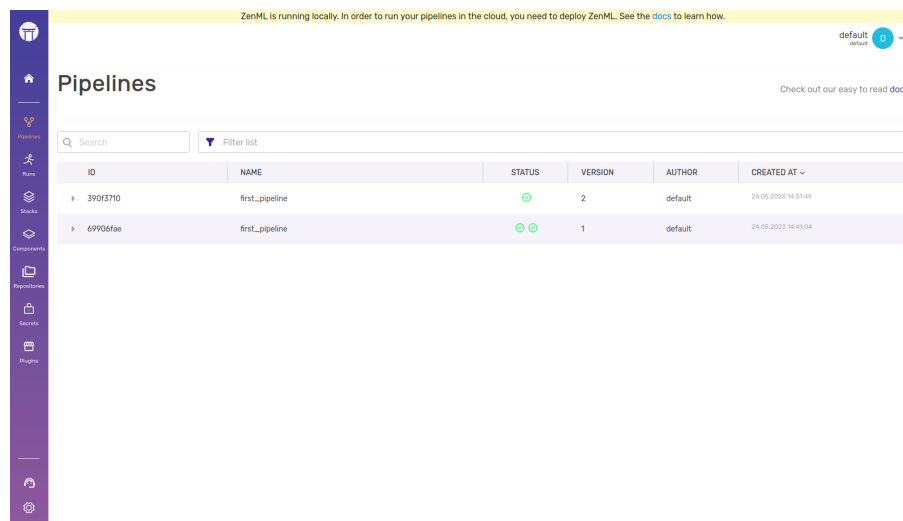 ZenML is running locally. In order to run your pipelines in the cloud, you need to deploy ZenML. See the docs to learn how.
default
default
D
Pipelines
Check out our easy to read doc
Pipelines
Search
Filter list
Runs
ID NAME STATUS VERSION AUTHOR CREATED AT
390f3710 first_pipeline 2 default 24.05.2023 14:51:49
Stacks
69906fae first_pipeline 1 default 24.05.2023 14:41:04
Components
Repositories
Secrets
Plugins